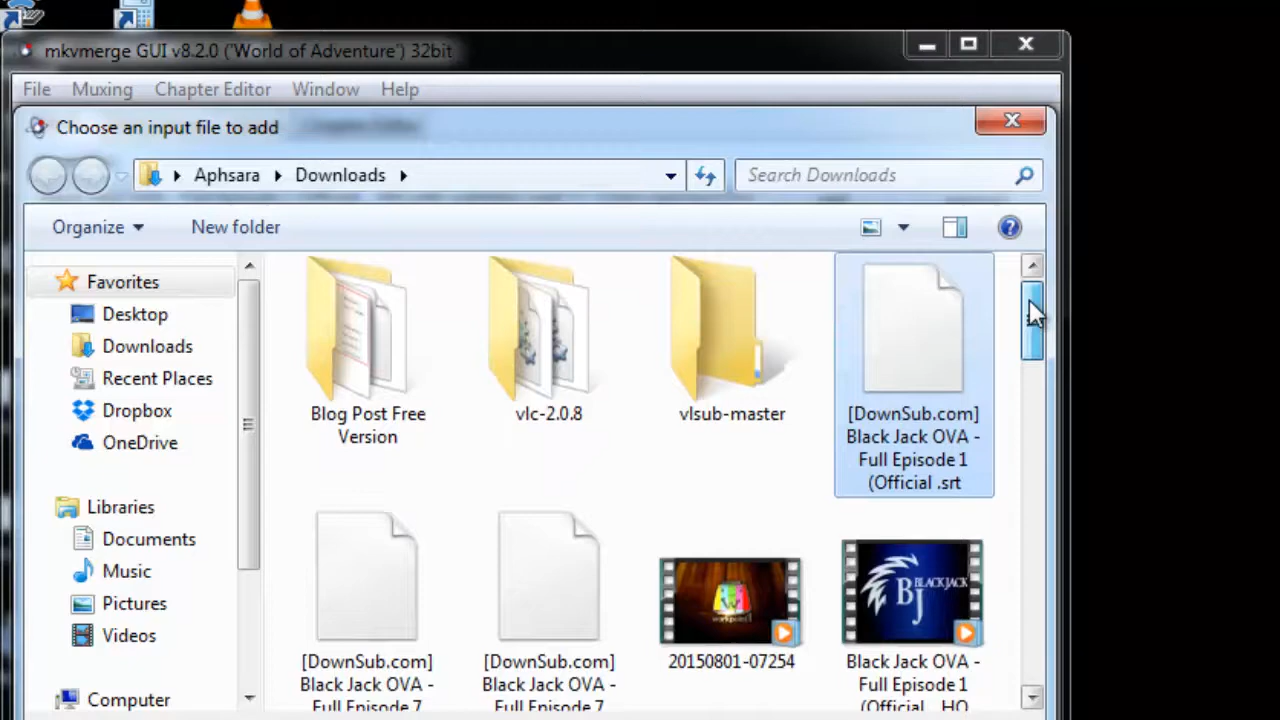 mkvmerge GUI v8.2.0 ('World of Adventure') 32bit
File Muxing Chapter Editor Window Help
Choose an input file to add
Aphsara Downloads
Search Downloads
Organize New folder
Favorites
Desktop
Downloads
Recent Places
Dropbox
OneDrive
Libraries
Documents
Music
Pictures
Videos
Computer
Blog Post Free
Version
vlc-2.0.8
vlsub-master
[DownSub.com]
Black Jack OVA -
Full Episode 1
(Official .srt
[DownSub.com]
Black Jack OVA -
Full Episode 7
[DownSub.com]
Black Jack OVA -
Full Episode 7
20150801-07254
BLACK JACK
BJ
Black Jack OVA -
Full Episode 1
(Official_ HQ